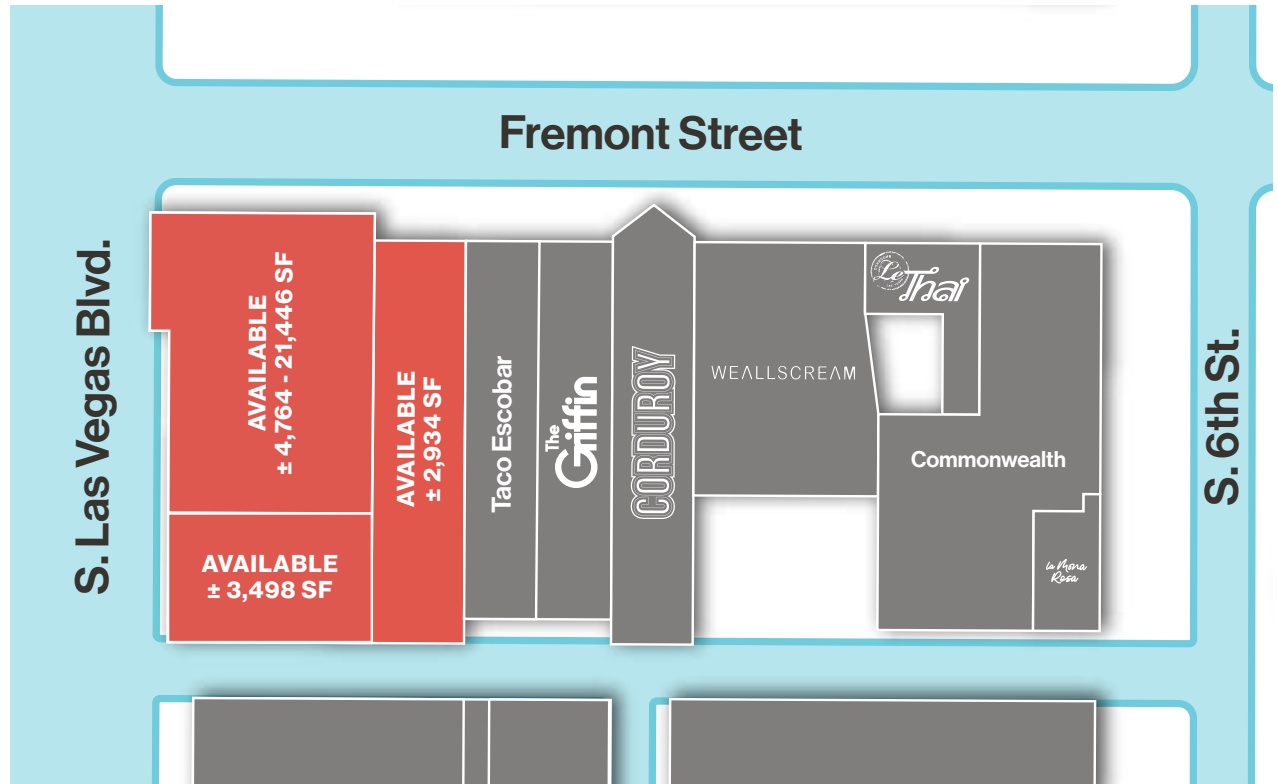 Fremont Street
S. Las Vegas Blvd.
AVAILABLE
± 4,764 - 21,446 SF
AVAILABLE
± 3,498 SF
AVAILABLE
± 2,934 SF
Taco Escobar
The
Griffin
CORDUROY
WEALLSCREAM
Le
Thai
Commonwealth
la Mona
Rosa
S. 6th St.